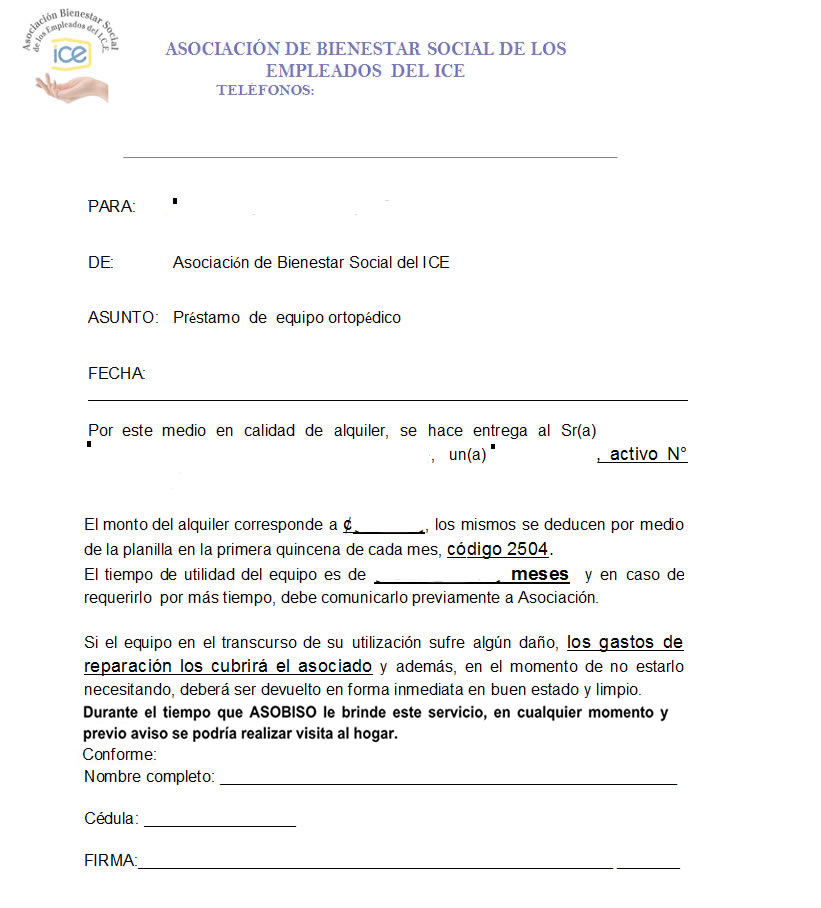 Asociación Bienestar Social
de los Empleados del I.C.E.
ice
ASOCIACIÓN DE BIENESTAR SOCIAL DE LOS
EMPLEADOS DEL ICE
TELÉFONOS:
PARA:
DE: Asociación de Bienestar Social del ICE
ASUNTO: Préstamo de equipo ortopédico
FECHA:
Por este medio en calidad de alquiler, se hace entrega al Sr(a)
, un(a) , activo N°
El monto del alquiler corresponde a ¢ , los mismos se deducen por medio
de la planilla en la primera quincena de cada mes, código 2504.
El tiempo de utilidad del equipo es de meses y en caso de
requerirlo por más tiempo, debe comunicarlo previamente a Asociación.
Si el equipo en el transcurso de su utilización sufre algún daño, los gastos de
reparación los cubrirá el asociado y además, en el momento de no estarlo
necesitando, deberá ser devuelto en forma inmediata en buen estado y limpio.
Durante el tiempo que ASOBISO le brinde este servicio, en cualquier momento y
previo aviso se podría realizar visita al hogar.
Conforme:
Nombre completo:
Cédula:
FIRMA: